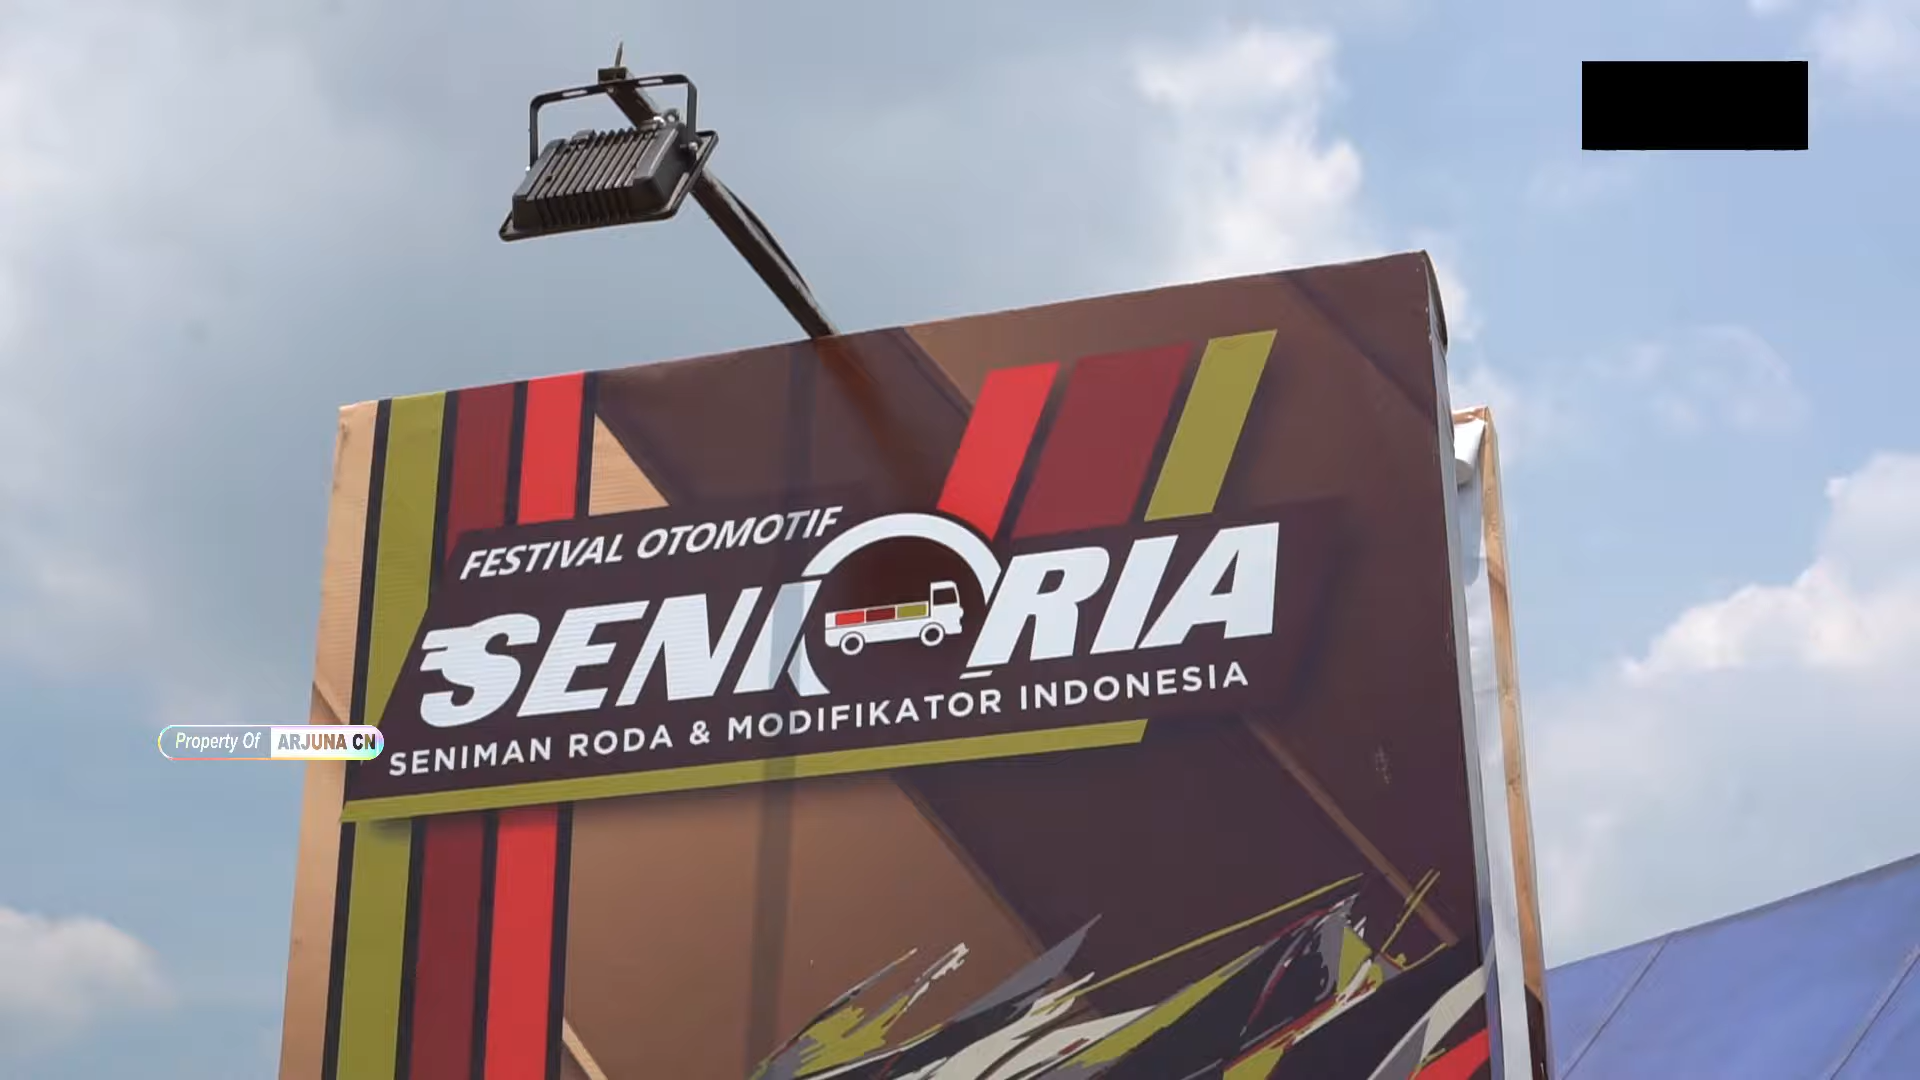 FESTIVAL OTOMOTIF
SENIORIA
SENIMAN RODA & MODIFIKATOR INDONESIA
Property Of ARJUNA CN